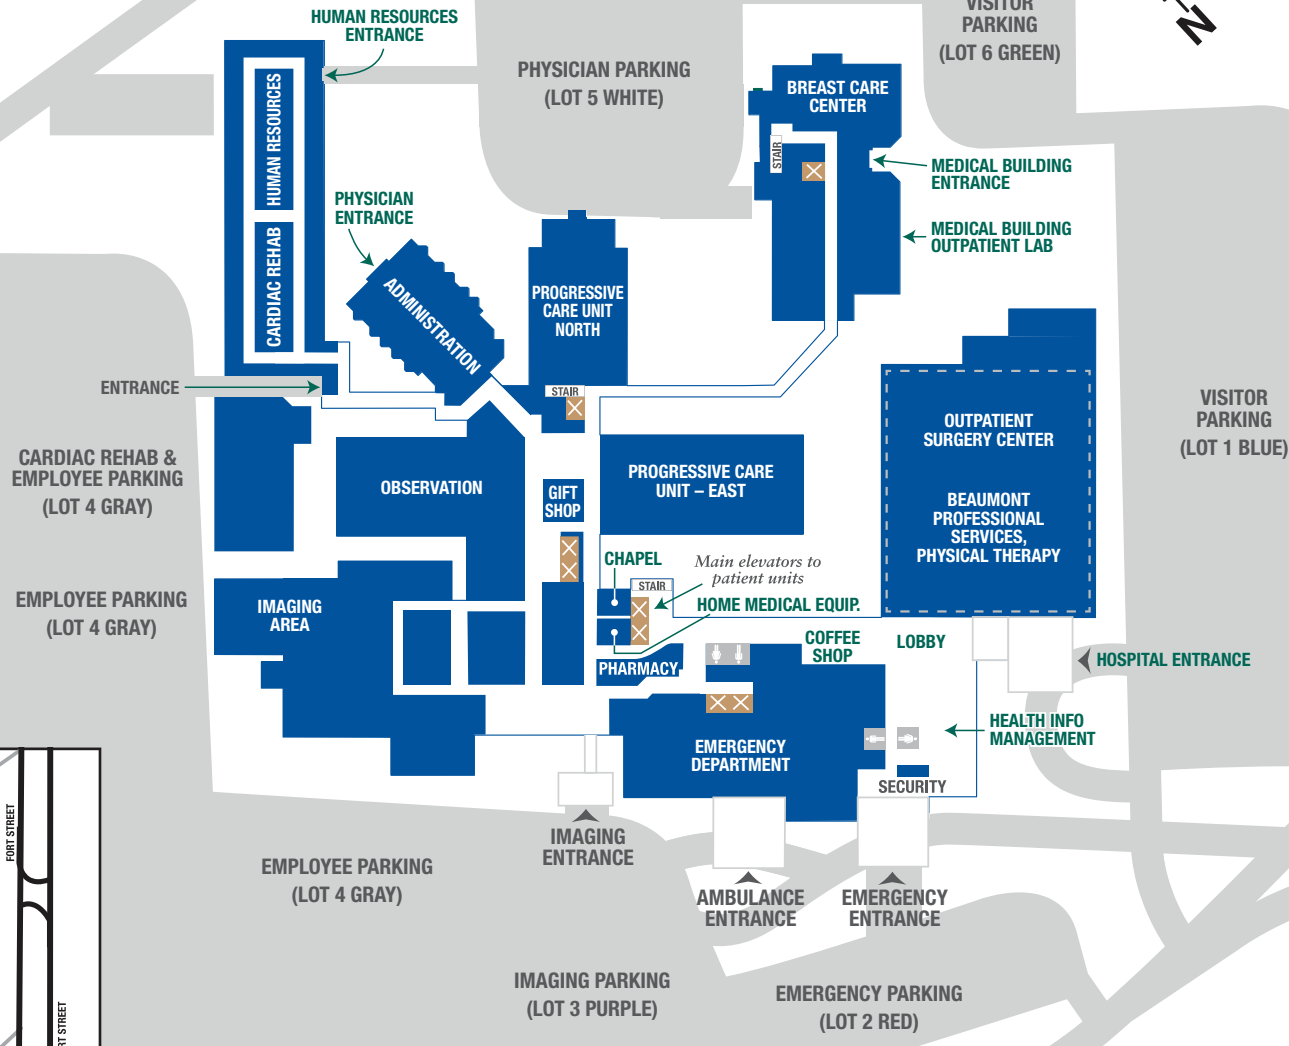 HUMAN RESOURCES
ENTRANCE
VISITOR
PARKING
(LOT 6 GREEN)
N
PHYSICIAN PARKING
(LOT 5 WHITE)
BREAST CARE
CENTER
HUMAN RESOURCES
STAIR
MEDICAL BUILDING
ENTRANCE
PHYSICIAN
ENTRANCE
MEDICAL BUILDING
OUTPATIENT LAB
CARDIAC REHAB
ADMINISTRATION
PROGRESSIVE
CARE UNIT
NORTH
ENTRANCE
STAIR
VISITOR
PARKING
(LOT 1 BLUE)
OUTPATIENT
SURGERY CENTER
CARDIAC REHAB &
EMPLOYEE PARKING
(LOT 4 GRAY)
OBSERVATION
GIFT
SHOP
PROGRESSIVE CARE
UNIT – EAST
BEAUMONT
PROFESSIONAL
SERVICES,
PHYSICAL THERAPY
CHAPEL
Main elevators to
patient units
STAIR
HOME MEDICAL EQUIP.
EMPLOYEE PARKING
(LOT 4 GRAY)
IMAGING
AREA
COFFEE
SHOP
LOBBY
PHARMACY
HOSPITAL ENTRANCE
HEALTH INFO
MANAGEMENT
EMERGENCY
DEPARTMENT
SECURITY
FORT STREET
IMAGING
ENTRANCE
EMPLOYEE PARKING
(LOT 4 GRAY)
AMBULANCE
ENTRANCE
EMERGENCY
ENTRANCE
IMAGING PARKING
(LOT 3 PURPLE)
EMERGENCY PARKING
(LOT 2 RED)
RT STREET